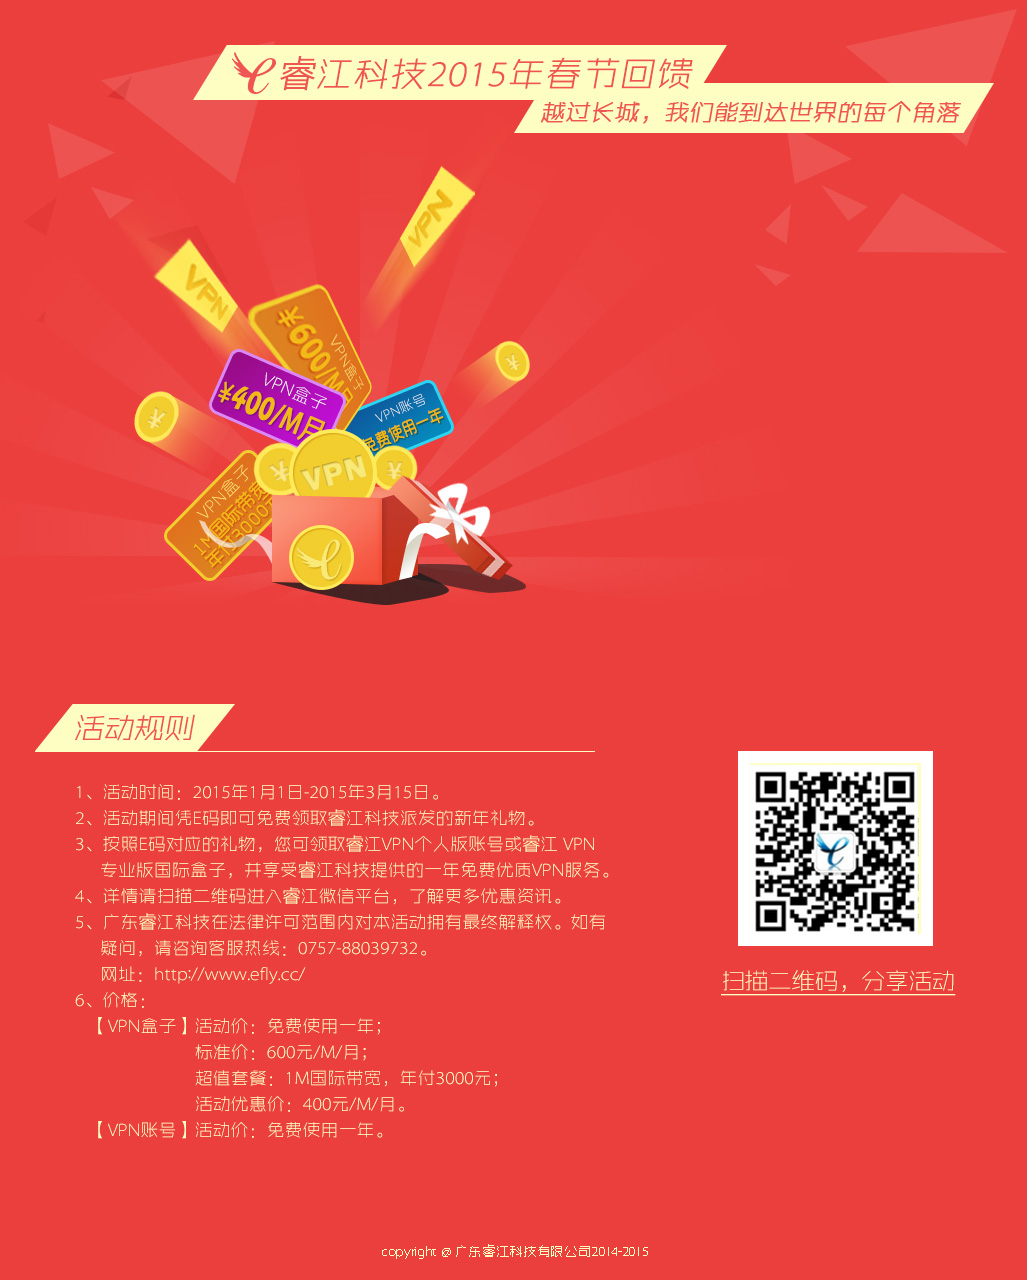 睿江科技2015年春节回馈
越过长城，我们能到达世界的每个角落
VPN
VPN
VPN盒子
¥600/M/月
VPN盒子
¥400/M月
VPN账号
免费使用一年
¥
¥
¥
¥
VPN
VPN盒子
1M国际带宽
年付3000元
活动规则
1、活动时间：2015年1月1日-2015年3月15日。
2、活动期间凭E码即可免费领取睿江科技派发的新年礼物。
3、按照E码对应的礼物，您可领取睿江VPN个人版账号或睿江 VPN
专业版国际盒子，并享受睿江科技提供的一年免费优质VPN服务。
4、详情请扫描二维码进入睿江微信平台，了解更多优惠资讯。
5、广东睿江科技在法律许可范围内对本活动拥有最终解释权。如有
疑问，请咨询客服热线：0757-88039732。
网址：http://www.efly.cc/
6、价格：
【VPN盒子】活动价：免费使用一年；
标准价：600元/M/月；
超值套餐：1M国际带宽，年付3000元；
活动优惠价：400元/M/月。
【VPN账号】活动价：免费使用一年。
扫描二维码，分享活动
copyright @ 广东睿江科技有限公司2014-2015